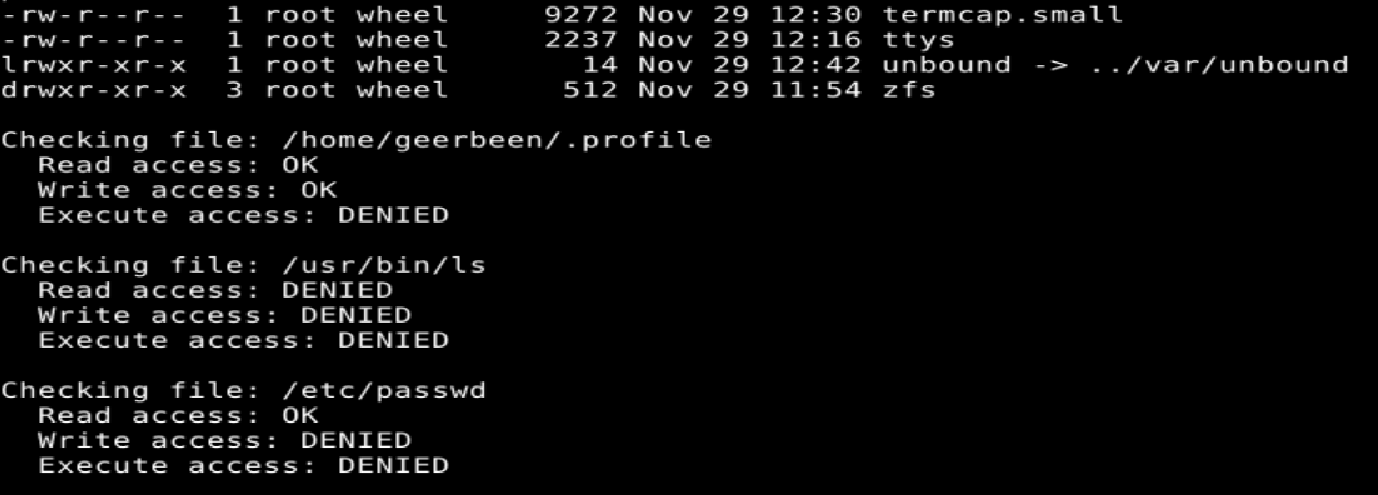 -rw-r--r--  1 root wheel     9272 Nov 29 12:30 termcap.small
-rw-r--r--  1 root wheel     2237 Nov 29 12:16 ttys
lrwxr-xr-x  1 root wheel       14 Nov 29 12:42 unbound -> ../var/unbound
drwxr-xr-x  3 root wheel      512 Nov 29 11:54 zfs
Checking file: /home/geerbeen/.profile
  Read access: OK
  Write access: OK
  Execute access: DENIED
Checking file: /usr/bin/ls
  Read access: DENIED
  Write access: DENIED
  Execute access: DENIED
Checking file: /etc/passwd
  Read access: OK
  Write access: DENIED
  Execute access: DENIED